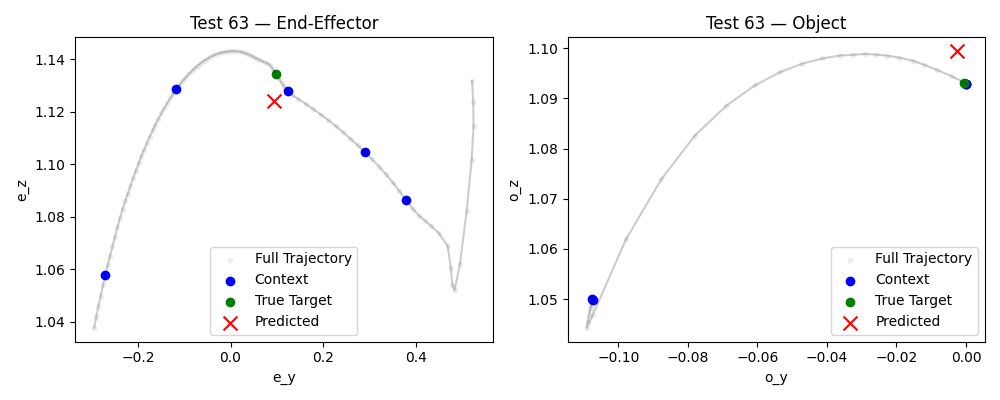 Test 63 — End-Effector
1.14
1.12
1.10
1.08
1.06
1.04
e_z
−0.2
0.0
0.2
0.4
e_y
Full Trajectory
Context
True Target
Predicted
Test 63 — Object
1.10
1.09
1.08
1.07
1.06
1.05
o_z
−0.10
−0.08
−0.06
−0.04
−0.02
0.00
o_y
Full Trajectory
Context
True Target
Predicted